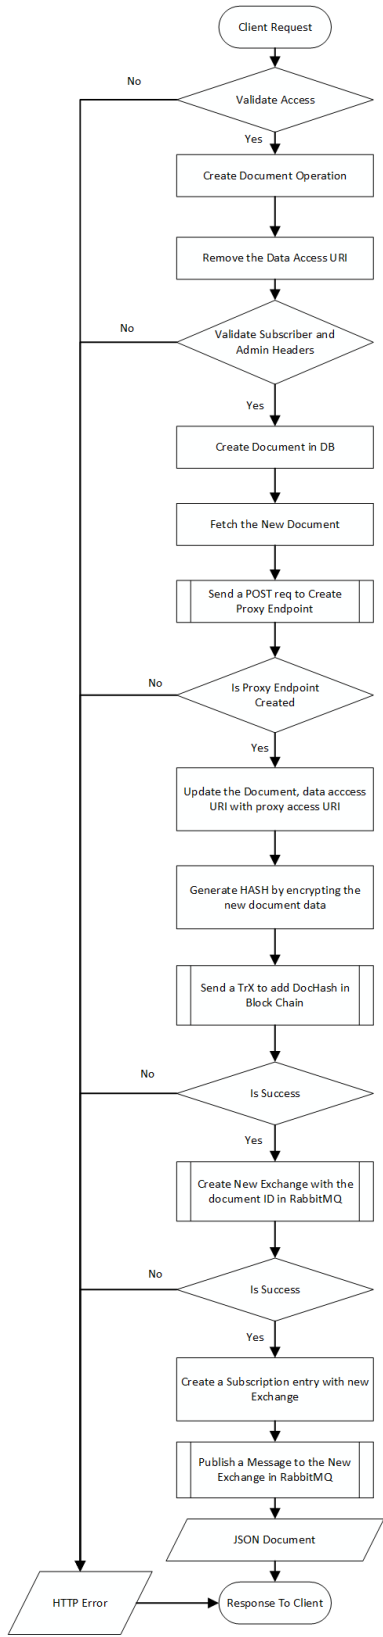 Client Request
No
Validate Access
Yes
Create Document Operation
Remove the Data Access URI
No
Validate Subscriber and
Admin Headers
Yes
Create Document in DB
Fetch the New Document
Send a POST req to Create
Proxy Endpoint
No
Is Proxy Endpoint
Created
Yes
Update the Document, data acccess
URI with proxy access URI
Generate HASH by encrypting the
new document data
Send a TrX to add DocHash in
Block Chain
No
Is Success
Yes
Create New Exchange with the
document ID in RabbitMQ
No
Is Success
Yes
Create a Subscription entry with new
Exchange
Publish a Message to the New
Exchange in RabbitMQ
JSON Document
HTTP Error
Response To Client